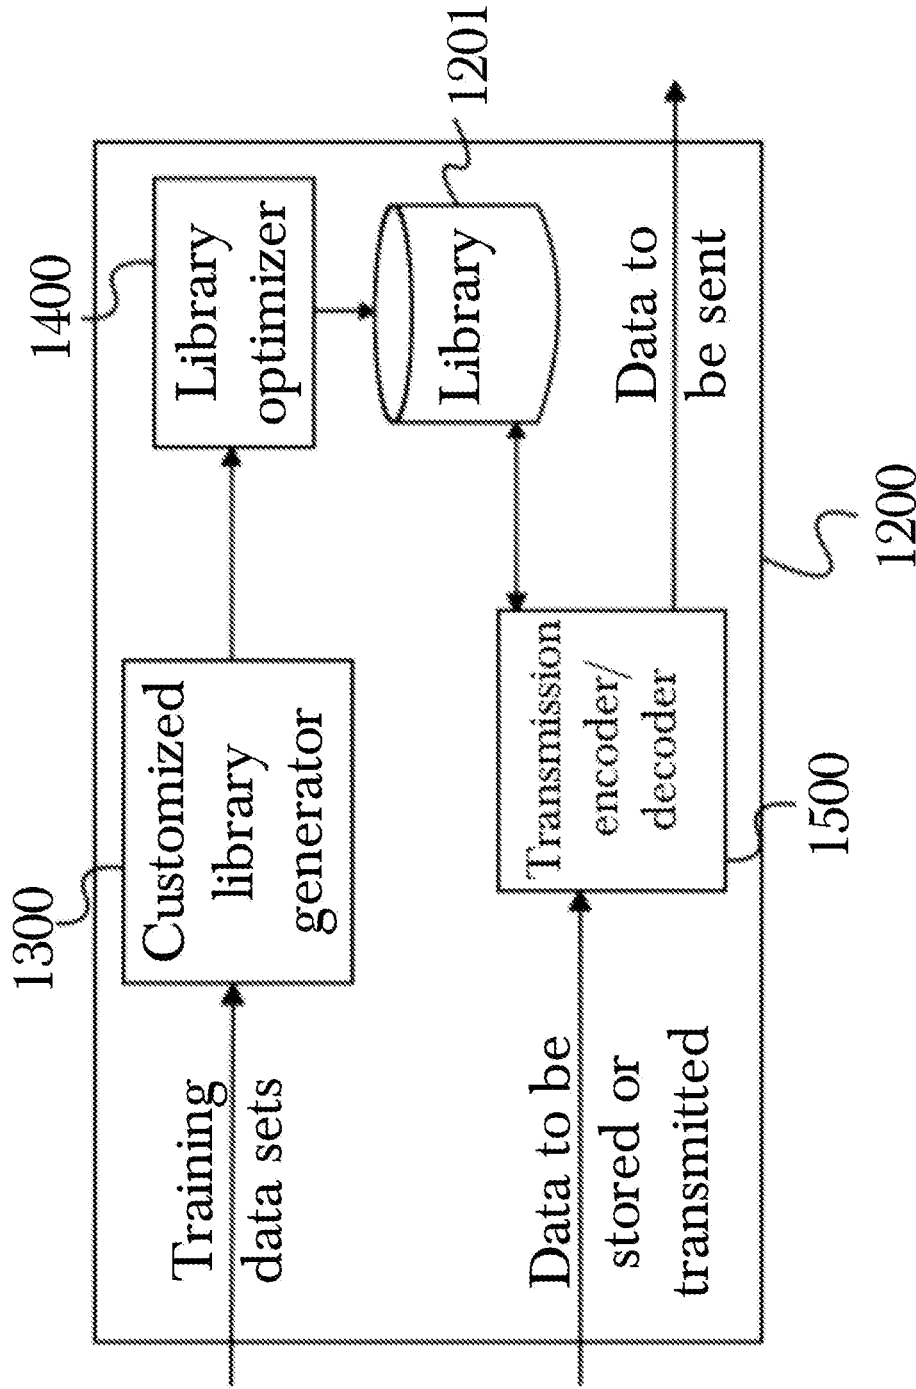 1300
1400
Training
data sets
Customized
library
generator
Library
optimizer
1201
Library
Data to be
stored or
transmitted
Transmission
encoder/
decoder
Data to
be sent
1500
1200